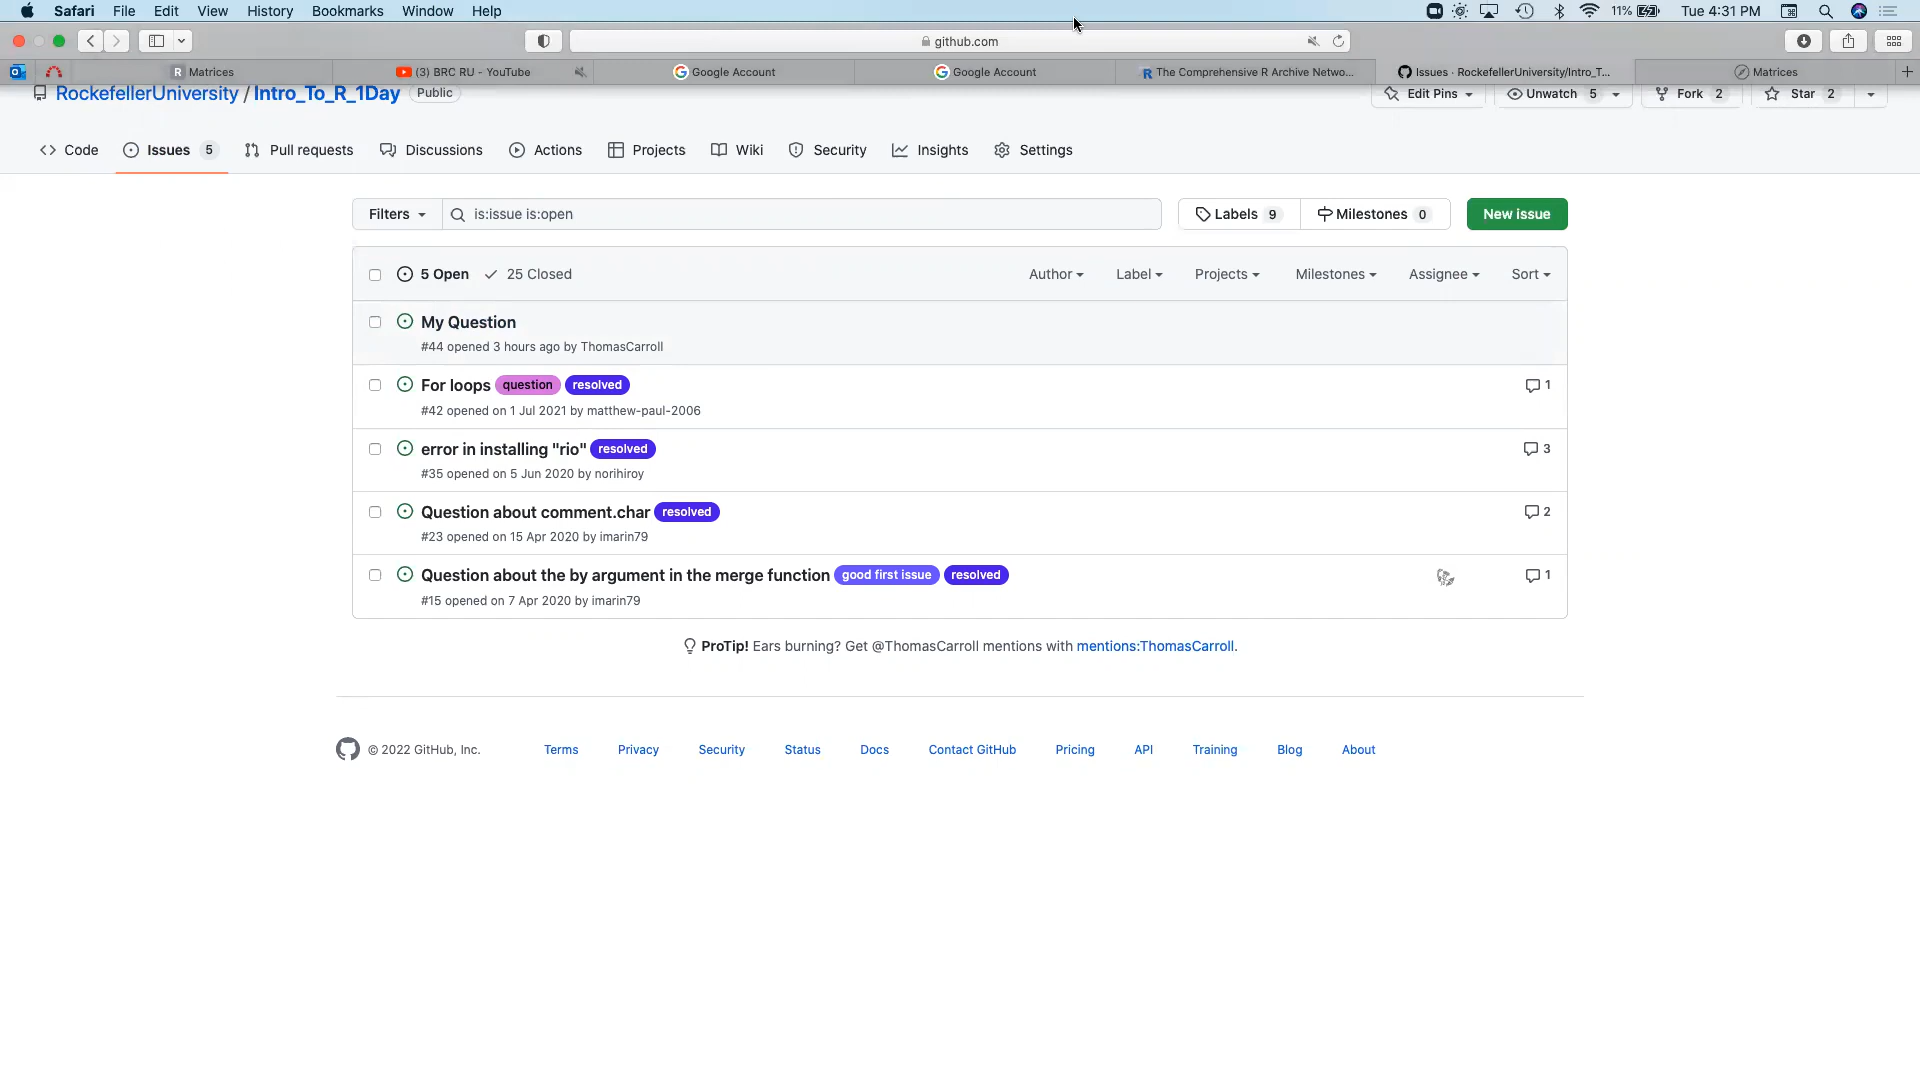 Safari File Edit View History Bookmarks Window Help 11% Tue 4:31 PM
github.com
Matrices (3) BRC RU - YouTube Google Account Google Account The Comprehensive R Archive Netwo... Issues · RockefellerUniversity/Intro_T... Matrices
RockefellerUniversity / Intro_To_R_1Day Public Edit Pins Unwatch 5 Fork 2 Star 2
Code Issues 5 Pull requests Discussions Actions Projects Wiki Security Insights Settings
Filters is:issue is:open Labels 9 Milestones 0 New issue
5 Open 25 Closed Author Label Projects Milestones Assignee Sort
My Question
#44 opened 3 hours ago by ThomasCarroll
For loops question resolved 1
#42 opened on 1 Jul 2021 by matthew-paul-2006
error in installing "rio" resolved 3
#35 opened on 5 Jun 2020 by norihiroy
Question about comment.char resolved 2
#23 opened on 15 Apr 2020 by imarin79
Question about the by argument in the merge function good first issue resolved 1
#15 opened on 7 Apr 2020 by imarin79
ProTip! Ears burning? Get @ThomasCarroll mentions with mentions:ThomasCarroll.
© 2022 GitHub, Inc. Terms Privacy Security Status Docs Contact GitHub Pricing API Training Blog About